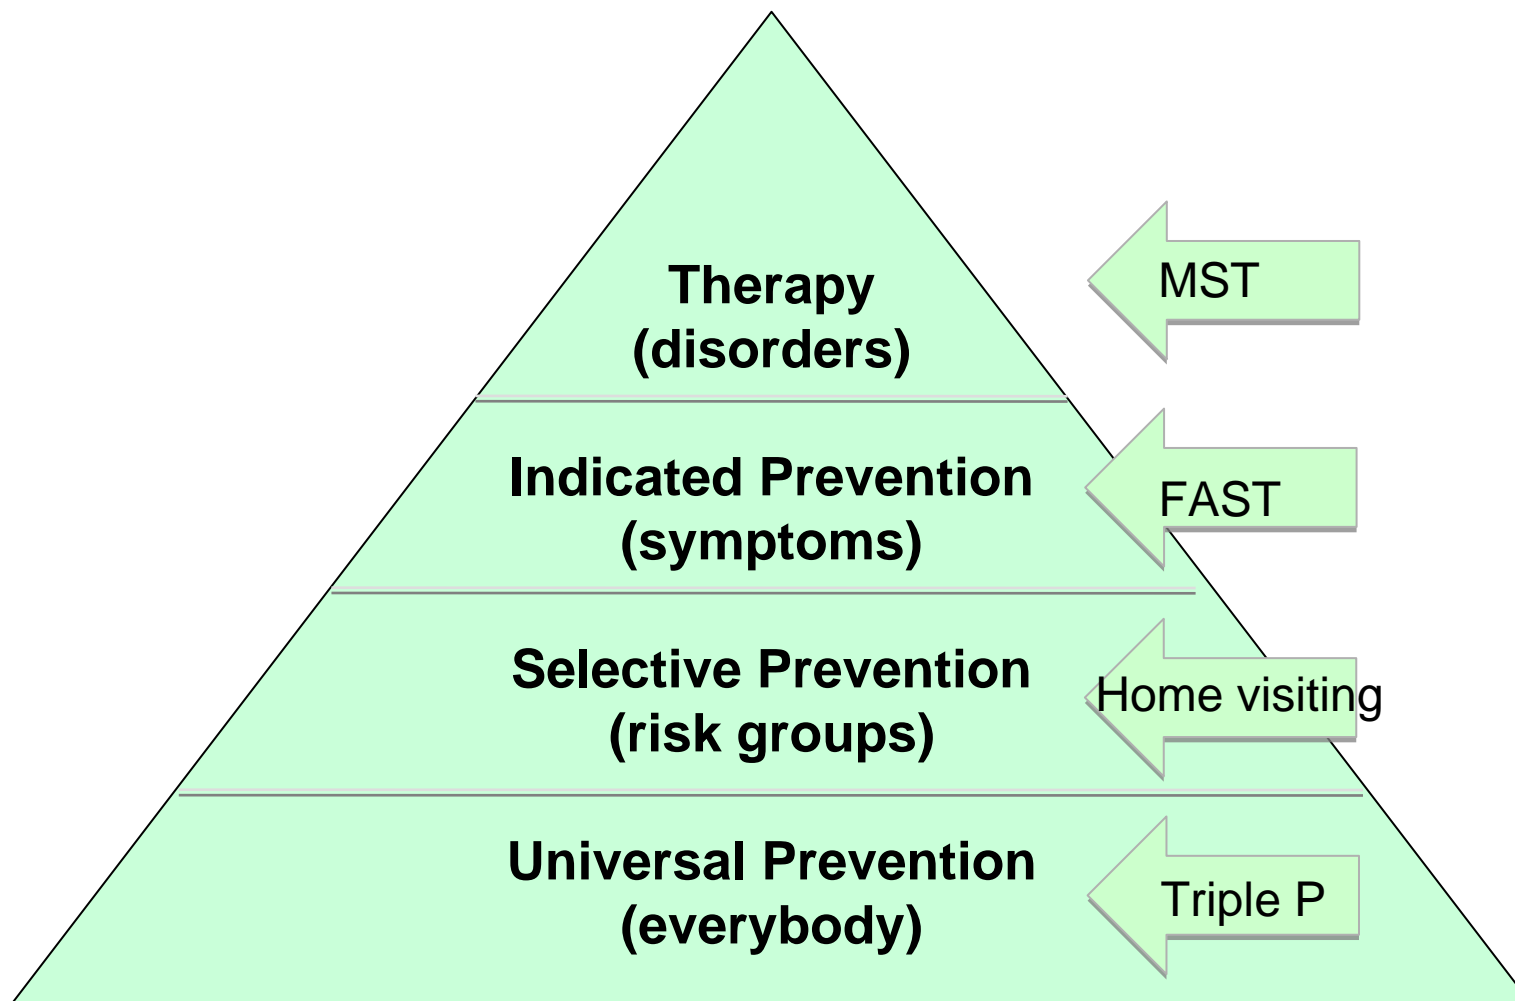 Therapy
(disorders)
MST
Indicated Prevention
(symptoms)
FAST
Selective Prevention
(risk groups)
Home visiting
Universal Prevention
(everybody)
Triple P